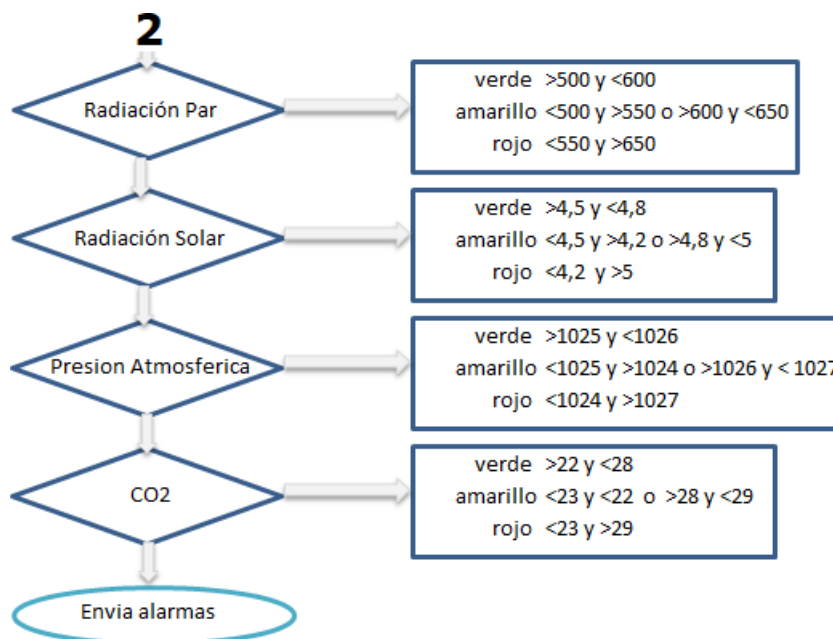 2
Radiación Par
verde >500 y <600
amarillo <500 y >550 o >600 y <650
rojo <550 y >650
Radiación Solar
verde >4,5 y <4,8
amarillo <4,5 y >4,2 o >4,8 y <5
rojo <4,2 y >5
Presion Atmosferica
verde >1025 y <1026
amarillo <1025 y >1024 o >1026 y < 1027
rojo <1024 y >1027
CO2
verde >22 y <28
amarillo <23 y <22 o >28 y <29
rojo <23 y >29
Envia alarmas